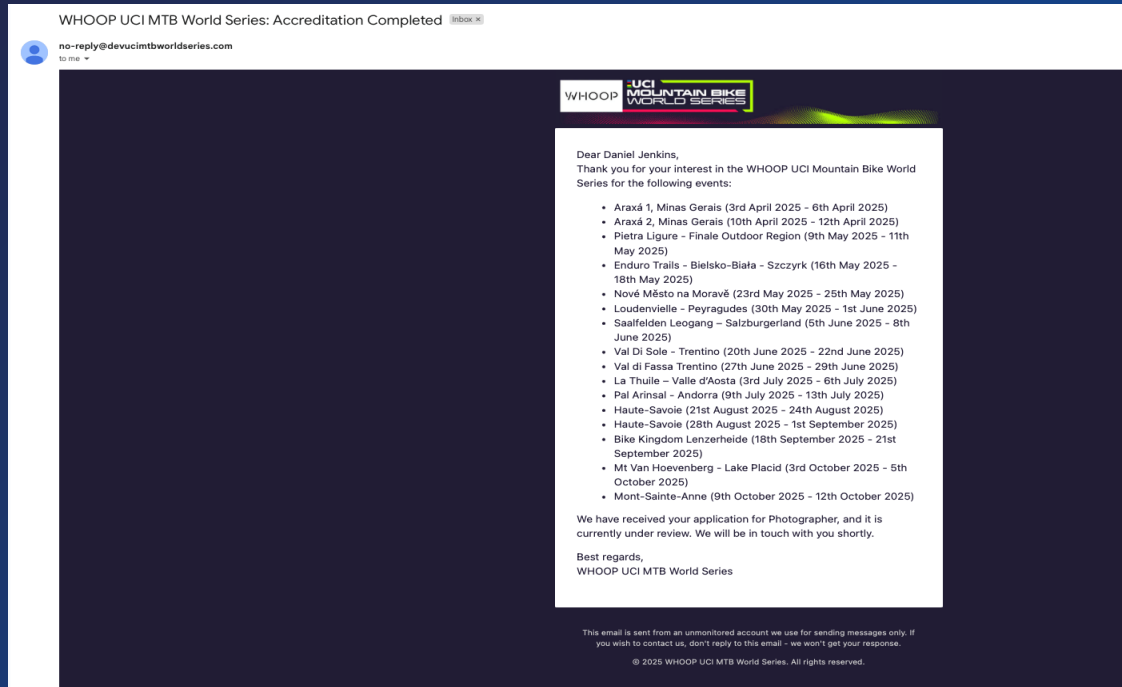 WHOOP UCI MTB World Series: Accreditation Completed Inbox ×
no-reply@devucimtbworldseries.com
to me
WHOOP
UCI
MOUNTAIN BIKE
WORLD SERIES
Dear Daniel Jenkins,
Thank you for your interest in the WHOOP UCI Mountain Bike World
Series for the following events:
• Araxá 1, Minas Gerais (3rd April 2025 - 6th April 2025)
• Araxá 2, Minas Gerais (10th April 2025 - 12th April 2025)
• Pietra Ligure - Finale Outdoor Region (9th May 2025 - 11th
May 2025)
• Enduro Trails - Bielsko-Biała - Szczyrk (16th May 2025 -
18th May 2025)
• Nové Město na Moravě (23rd May 2025 - 25th May 2025)
• Loudenvielle - Peyragudes (30th May 2025 - 1st June 2025)
• Saalfelden Leogang – Salzburgerland (5th June 2025 - 8th
June 2025)
• Val Di Sole - Trentino (20th June 2025 - 22nd June 2025)
• Val di Fassa Trentino (27th June 2025 - 29th June 2025)
• La Thuile – Valle d’Aosta (3rd July 2025 - 6th July 2025)
• Pal Arinsal - Andorra (9th July 2025 - 13th July 2025)
• Haute-Savoie (21st August 2025 - 24th August 2025)
• Haute-Savoie (28th August 2025 - 1st September 2025)
• Bike Kingdom Lenzerheide (18th September 2025 - 21st
September 2025)
• Mt Van Hoevenberg - Lake Placid (3rd October 2025 - 5th
October 2025)
• Mont-Sainte-Anne (9th October 2025 - 12th October 2025)
We have received your application for Photographer, and it is
currently under review. We will be in touch with you shortly.
Best regards,
WHOOP UCI MTB World Series
This email is sent from an unmonitored account we use for sending messages only. If
you wish to contact us, don't reply to this email - we won't get your response.
© 2025 WHOOP UCI MTB World Series. All rights reserved.